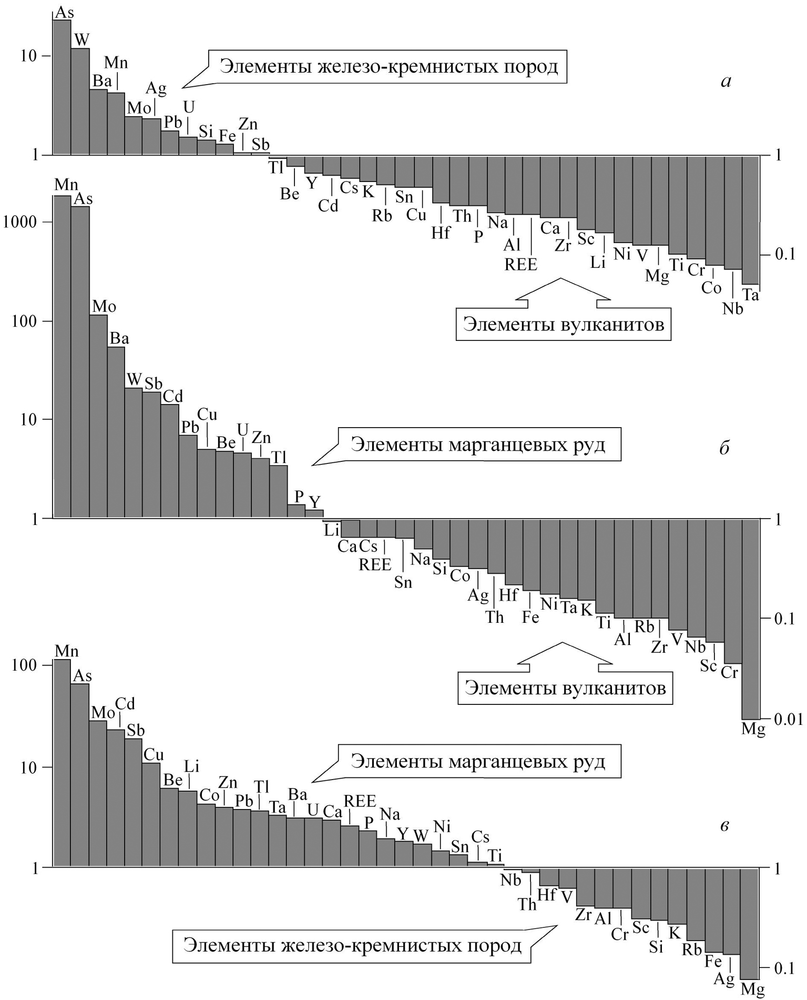 As
W
10
Mn
Элементы железо-кремнистых пород
а
Ba
Ag
Mo
U
Pb
Zn
Si
Fe
Sb
1
1
Tl
Be
Y
Cd
Cs
K
Rb
Sn
Cu
Hf
Th
P
Na
Al
REE
Ca
Zr
Sc
Li
Ni
V
Mg
0.1
Ti
Cr
Co
Nb
Ta
Элементы вулканитов
Mn
As
1000
Mo
100
Ba
W
Sb
Cd
Cu
10
Pb
U
Be
Zn
Tl
Элементы марганцевых руд
б
P
Y
1
1
Li
Ca
Cs
REE
Sn
Na
Si
Co
Ag
Th
Hf
Fe
Ni
Ta
K
Ti
0.1
Al
Rb
Zr
V
Nb
Sc
Cr
Элементы вулканитов
0.01
Mg
Mn
100
As
Mo
Cd
Sb
Cu
10
Be
Li
Co
Zn
Pb
Tl
Ta
Ba
U
Ca
REE
P
Na
Y
W
Ni
Sn
Cs
Ti
Элементы марганцевых руд
в
1
1
Nb
Th
Hf
V
Zr
Al
Cr
Sc
Si
K
Rb
Fe
Ag
0.1
Mg
Элементы железо-кремнистых пород